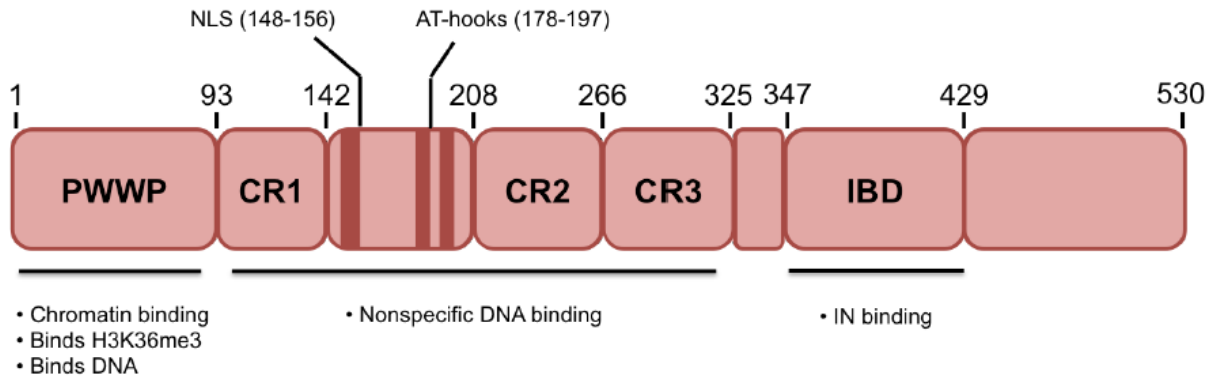 NLS (148-156) AT-hooks (178-197)
1 93 142 208 266 325 347 429 530
PWWP CR1 CR2 CR3 IBD
• Chromatin binding
• Binds H3K36me3
• Binds DNA
• Nonspecific DNA binding
• IN binding